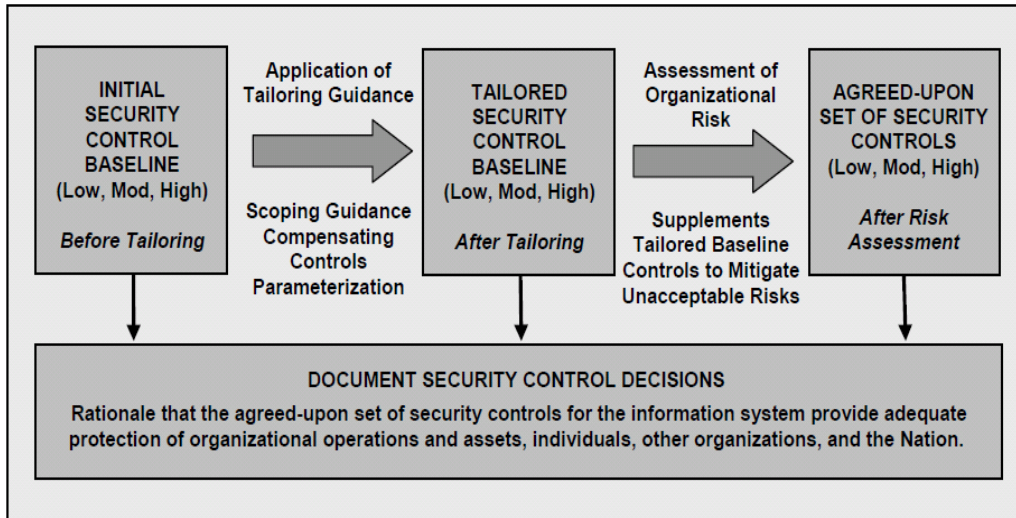 INITIAL
SECURITY
CONTROL
BASELINE
(Low, Mod, High)
Before Tailoring
Application of
Tailoring Guidance
Scoping Guidance
Compensating
Controls
Parameterization
TAILORED
SECURITY
CONTROL
BASELINE
(Low, Mod, High)
After Tailoring
Assessment of
Organizational
Risk
Supplements
Tailored Baseline
Controls to Mitigate
Unacceptable Risks
AGREED-UPON
SET OF SECURITY
CONTROLS
(Low, Mod, High)
After Risk
Assessment
DOCUMENT SECURITY CONTROL DECISIONS
Rationale that the agreed-upon set of security controls for the information system provide adequate
protection of organizational operations and assets, individuals, other organizations, and the Nation.